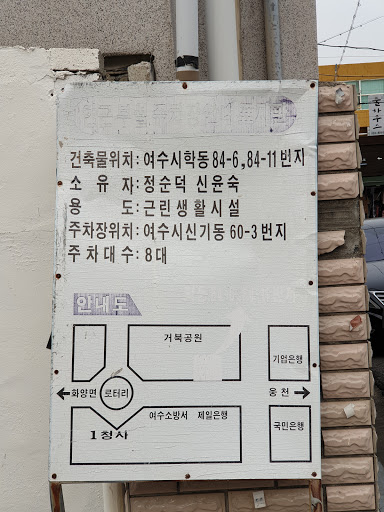 건축물위치: 여수시학동 84-6, 84-11 번지
소 유 자: 정순덕 신윤숙
용 도: 근린생활시설
주차장위치: 여수시신기동 60-3 번지
주차대수: 8대
안내도
거북공원
기업은행
화양면
로터리
웅천
여수소방서 제일은행
국민은행
1청사